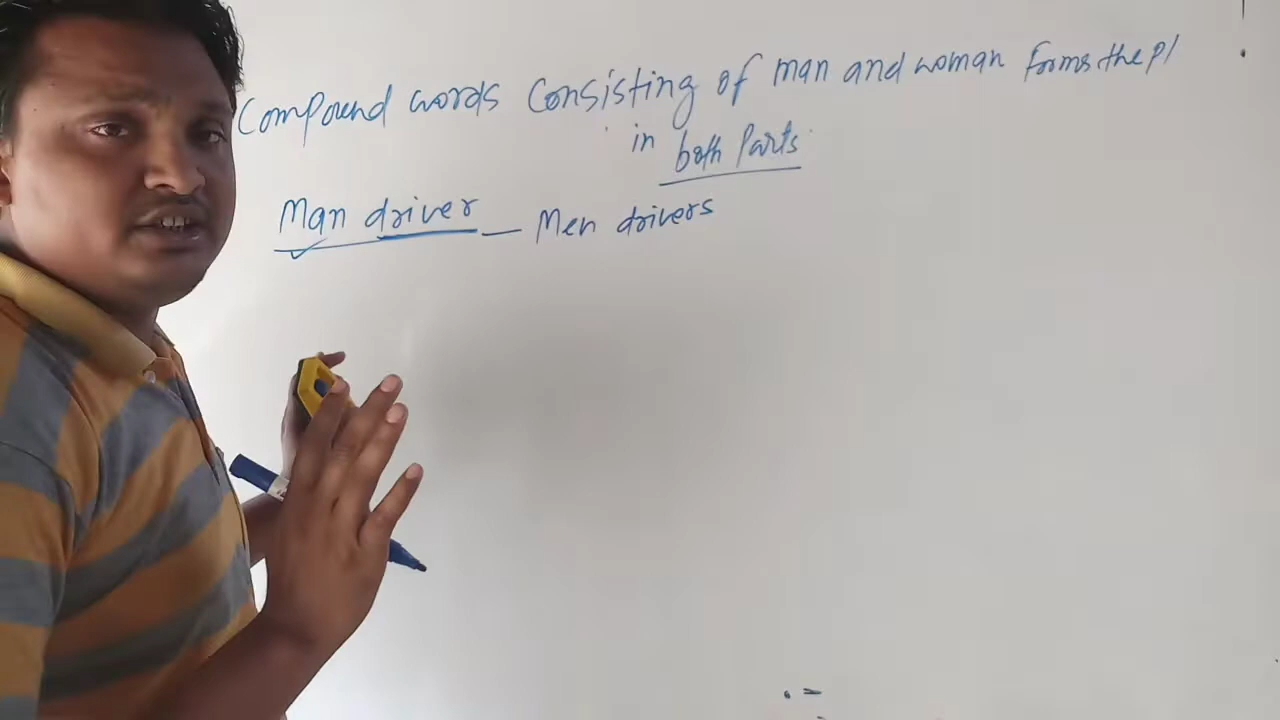 Compound words consisting of man and woman forms the pl
in both parts
Man driver — Men drivers